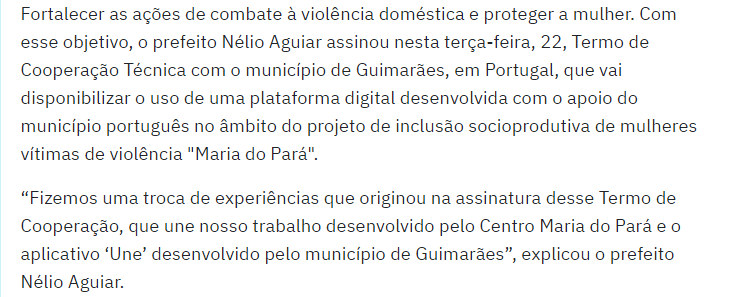 Fortalecer as ações de combate à violência doméstica e proteger a mulher. Com
esse objetivo, o prefeito Nélio Aguiar assinou nesta terça-feira, 22, Termo de
Cooperação Técnica com o município de Guimarães, em Portugal, que vai
disponibilizar o uso de uma plataforma digital desenvolvida com o apoio do
município português no âmbito do projeto de inclusão socioprodutiva de mulheres
vítimas de violência "Maria do Pará".
“Fizemos uma troca de experiências que originou na assinatura desse Termo de
Cooperação, que une nosso trabalho desenvolvido pelo Centro Maria do Pará e o
aplicativo ‘Une’ desenvolvido pelo município de Guimarães”, explicou o prefeito
Nélio Aguiar.